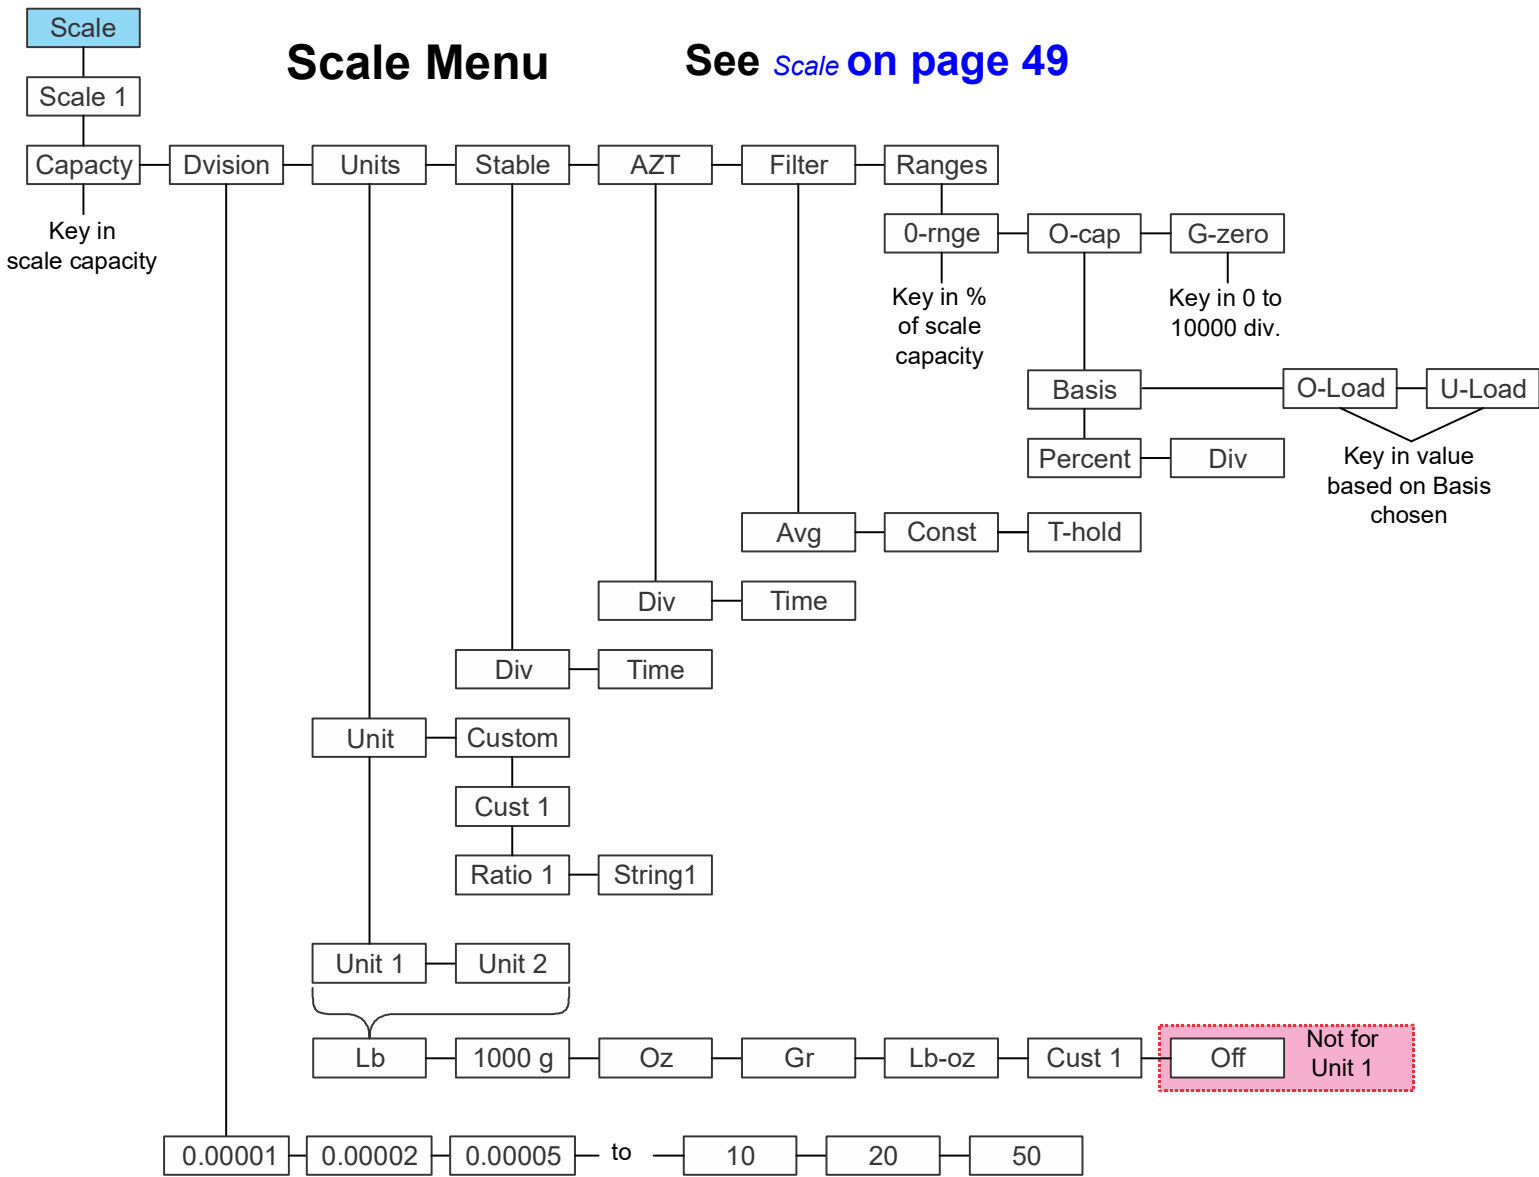 Scale
Scale Menu
See Scale on page 49
Scale 1
Capacty
Dvision
Units
Stable
AZT
Filter
Ranges
Key in
scale capacity
0-rnge
O-cap
G-zero
Key in %
of scale
capacity
Key in 0 to
10000 div.
Basis
O-Load
U-Load
Percent
Div
Key in value
based on Basis
chosen
Avg
Const
T-hold
Div
Time
Div
Time
Unit
Custom
Cust 1
Ratio 1
String1
Unit 1
Unit 2
Lb
1000 g
Oz
Gr
Lb-oz
Cust 1
Off
Not for
Unit 1
0.00001
0.00002
0.00005
to
10
20
50